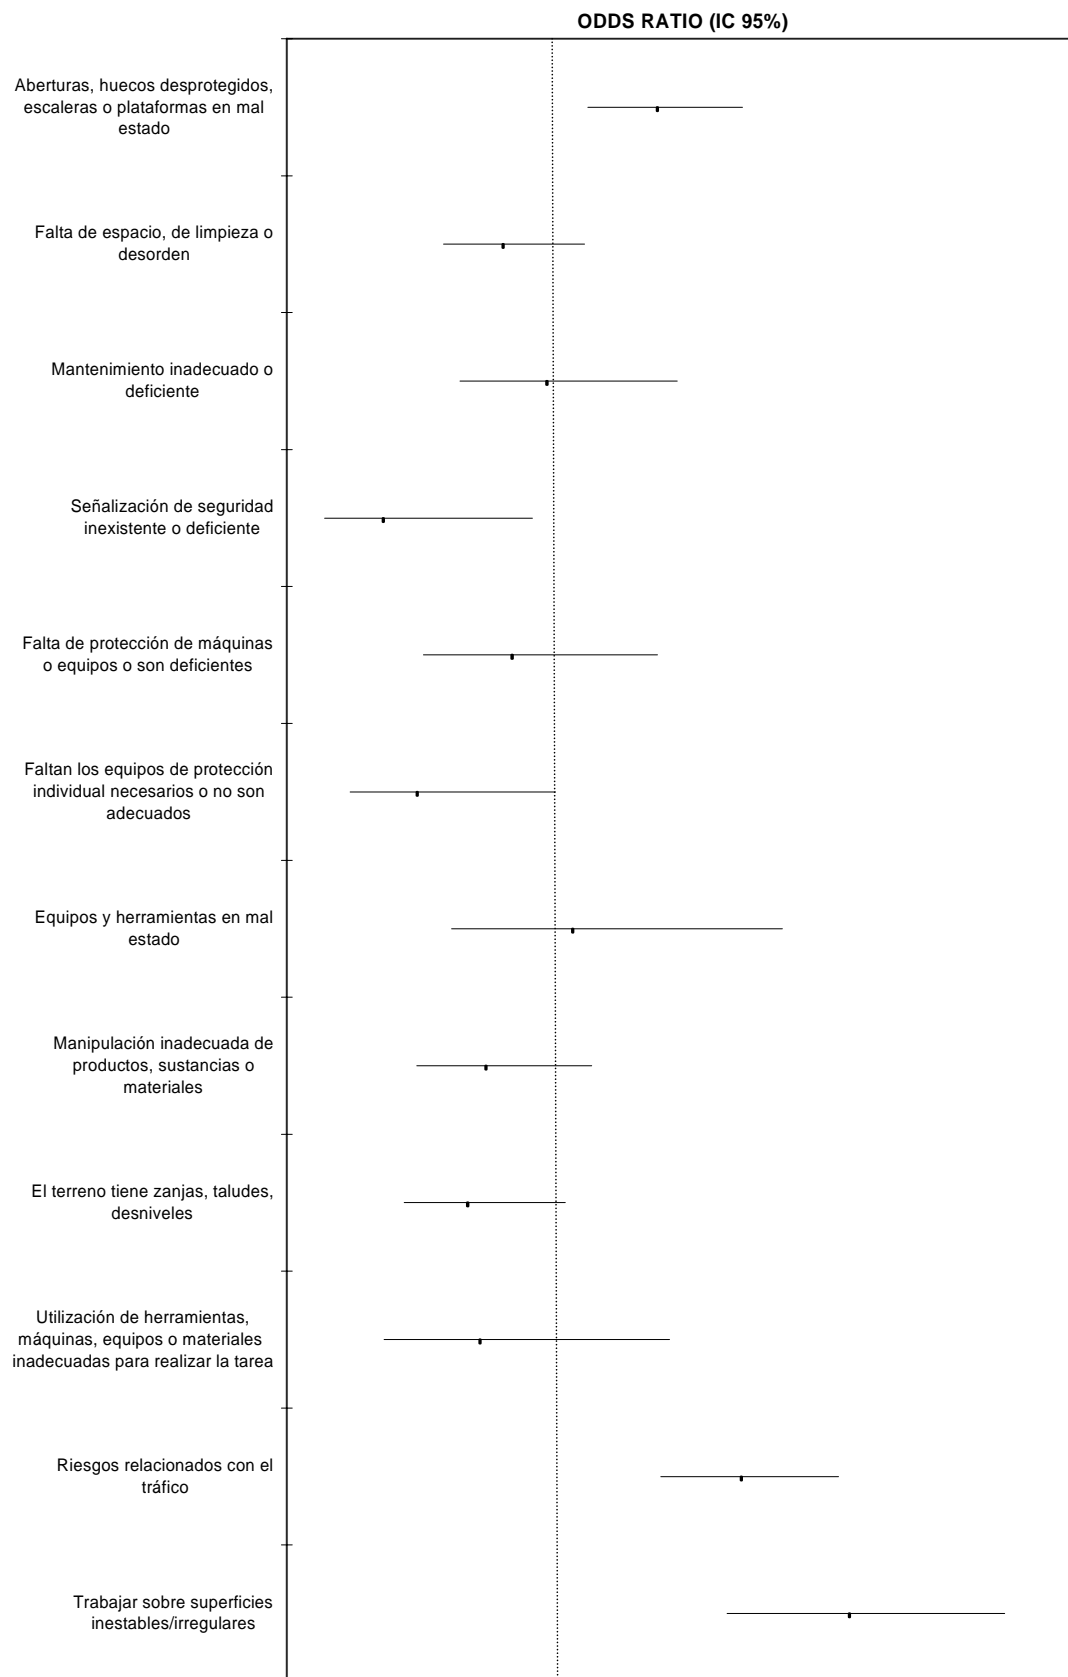 ODDS RATIO (IC 95%)
Aberturas, huecos desprotegidos,
escaleras o plataformas en mal
estado
Falta de espacio, de limpieza o
desorden
Mantenimiento inadecuado o
deficiente
Señalización de seguridad
inexistente o deficiente
Falta de protección de máquinas
o equipos o son deficientes
Faltan los equipos de protección
individual necesarios o no son
adecuados
Equipos y herramientas en mal
estado
Manipulación inadecuada de
productos, sustancias o
materiales
El terreno tiene zanjas, taludes,
desniveles
Utilización de herramientas,
máquinas, equipos o materiales
inadecuadas para realizar la tarea
Riesgos relacionados con el
tráfico
Trabajar sobre superficies
inestables/irregulares